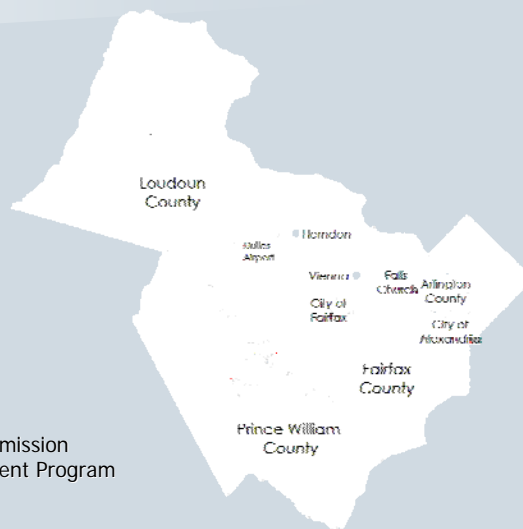 Loudoun
County
Dulles
Airport
Herndon
Vienna
Falls
Church
Arlington
County
City of
Fairfax
City of
Alexandria
Fairfax
County
Prince William
County
mission
ent Program